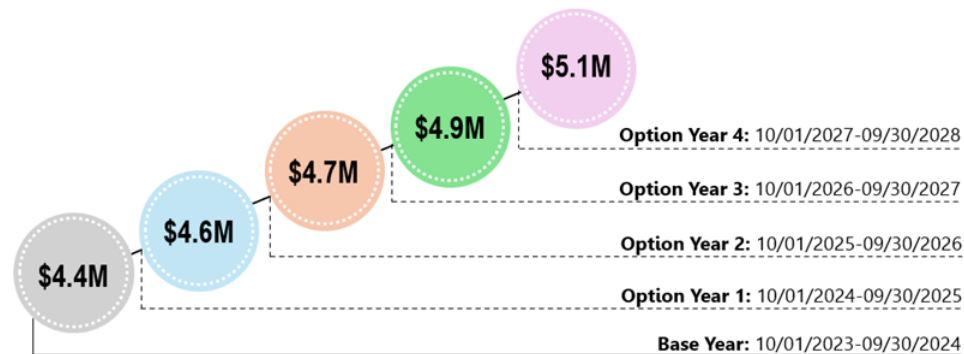 $5.1M
$4.9M
Option Year 4: 10/01/2027-09/30/2028
$4.7M
Option Year 3: 10/01/2026-09/30/2027
$4.6M
Option Year 2: 10/01/2025-09/30/2026
$4.4M
Option Year 1: 10/01/2024-09/30/2025
Base Year: 10/01/2023-09/30/2024